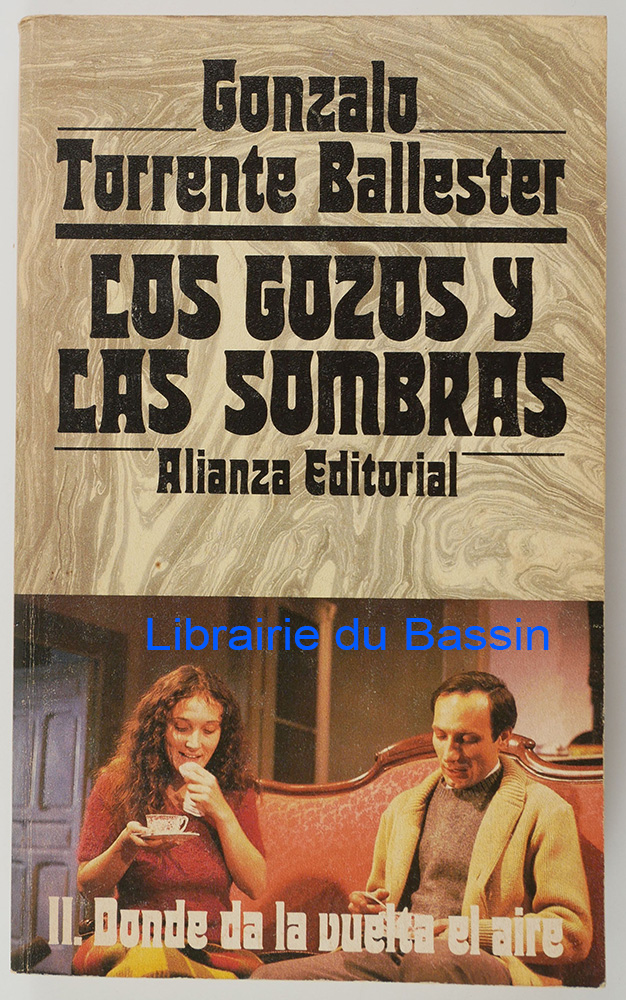 Gonzalo
Torrente Ballester
LOS GOZOS Y
LAS SOMBRAS
Alianza Editorial
Librairie du Bassin
II. Donde da la vuelta el aire